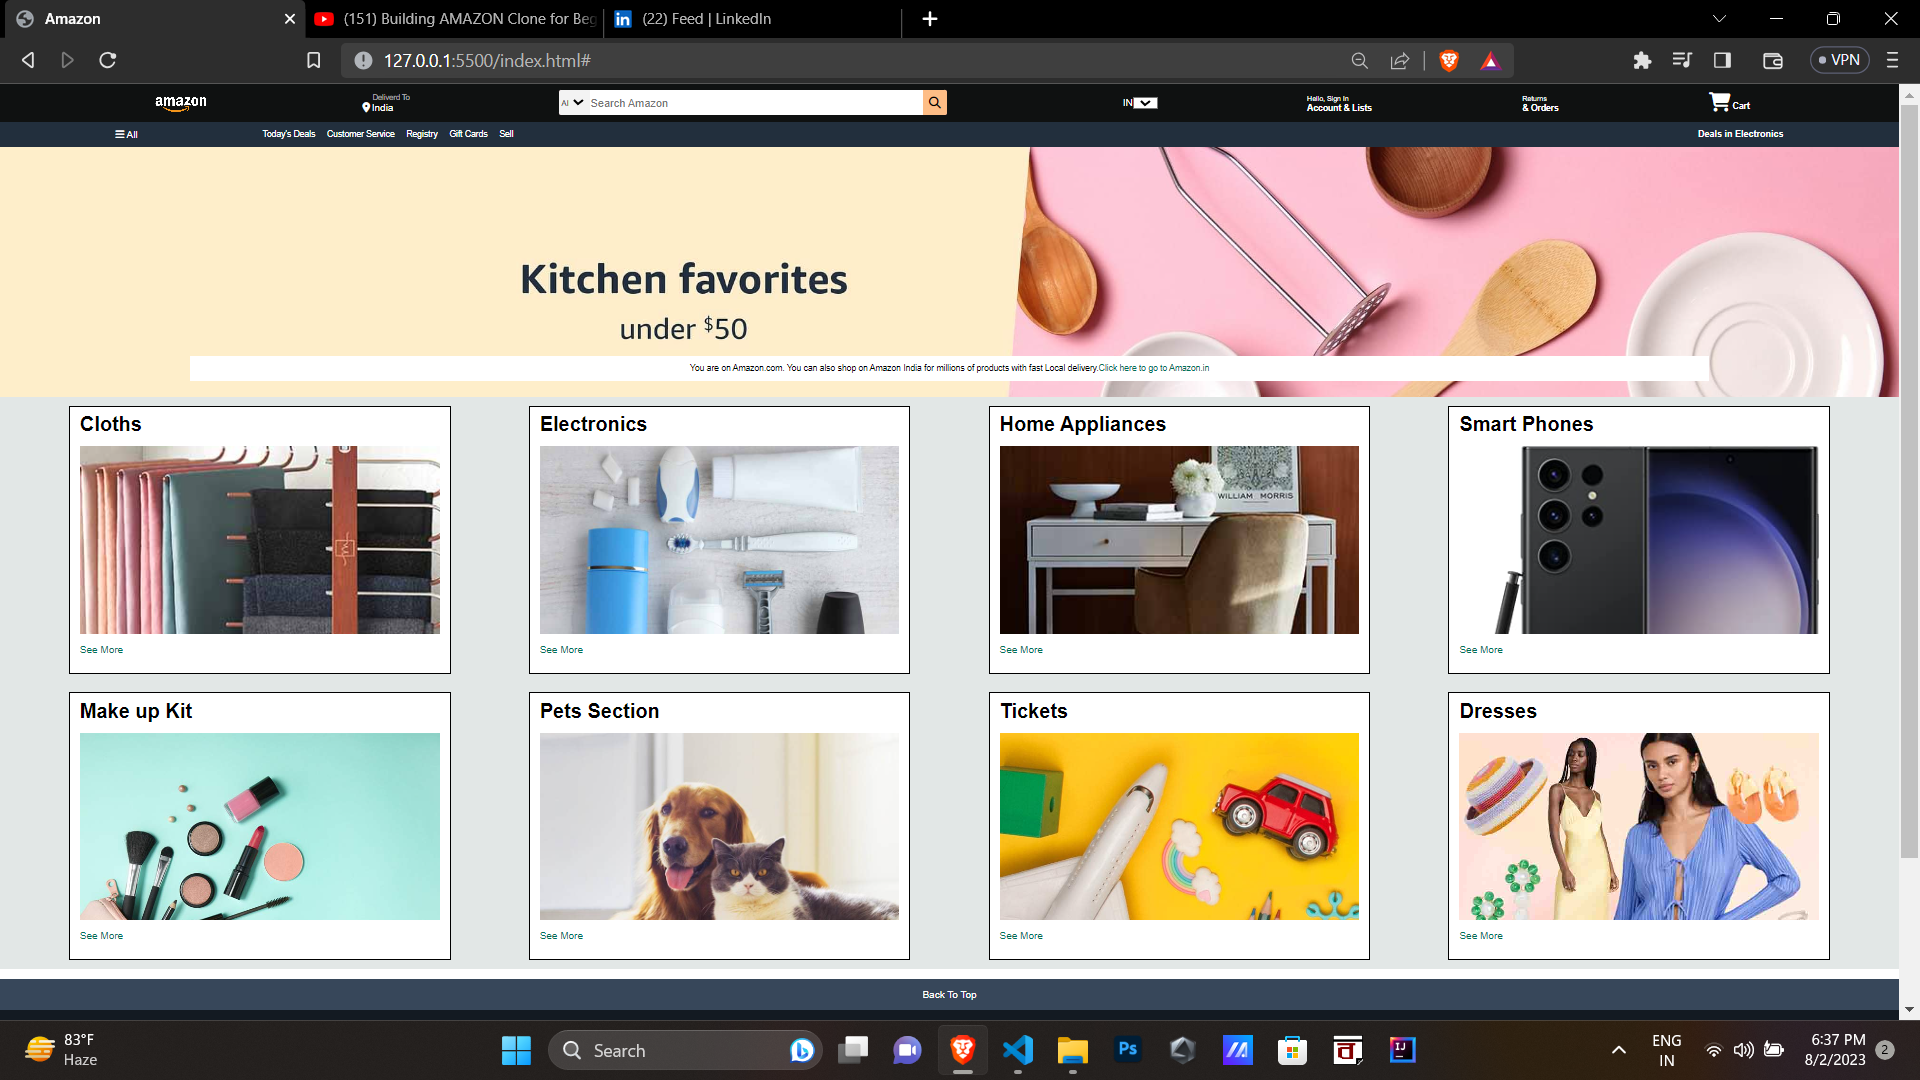 Amazon
(151) Building AMAZON Clone for Beg
(22) Feed | LinkedIn
127.0.0.1:5500/index.html#
VPN
amazon
Deliverd To
India
Al
Search Amazon
IN
Hello, Sign In
Account & Lists
Returns
& Orders
Cart
All
Today's Deals
Customer Service
Registry
Gift Cards
Sell
Deals in Electronics
Kitchen favorites
under $50
You are on Amazon.com. You can also shop on Amazon India for millions of products with fast Local delivery.Click here to go to Amazon.in
Cloths
Electronics
Home Appliances
Smart Phones
WILLIAM MORRIS
See More
See More
See More
See More
Make up Kit
Pets Section
Tickets
Dresses
See More
See More
See More
See More
Back To Top
83°F
Haze
Search
Ps
व
IJ
ENG
IN
6:37 PM
8/2/2023
2